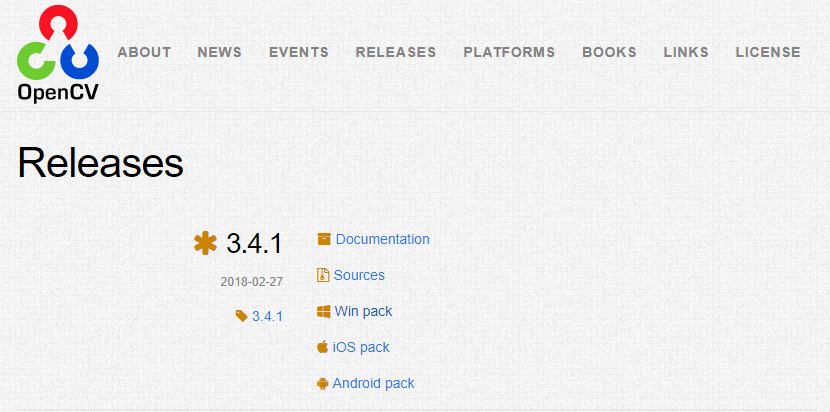 OpenCV
ABOUT NEWS EVENTS RELEASES PLATFORMS BOOKS LINKS LICENSE
Releases
3.4.1
2018-02-27
3.4.1
Documentation
Sources
Win pack
iOS pack
Android pack